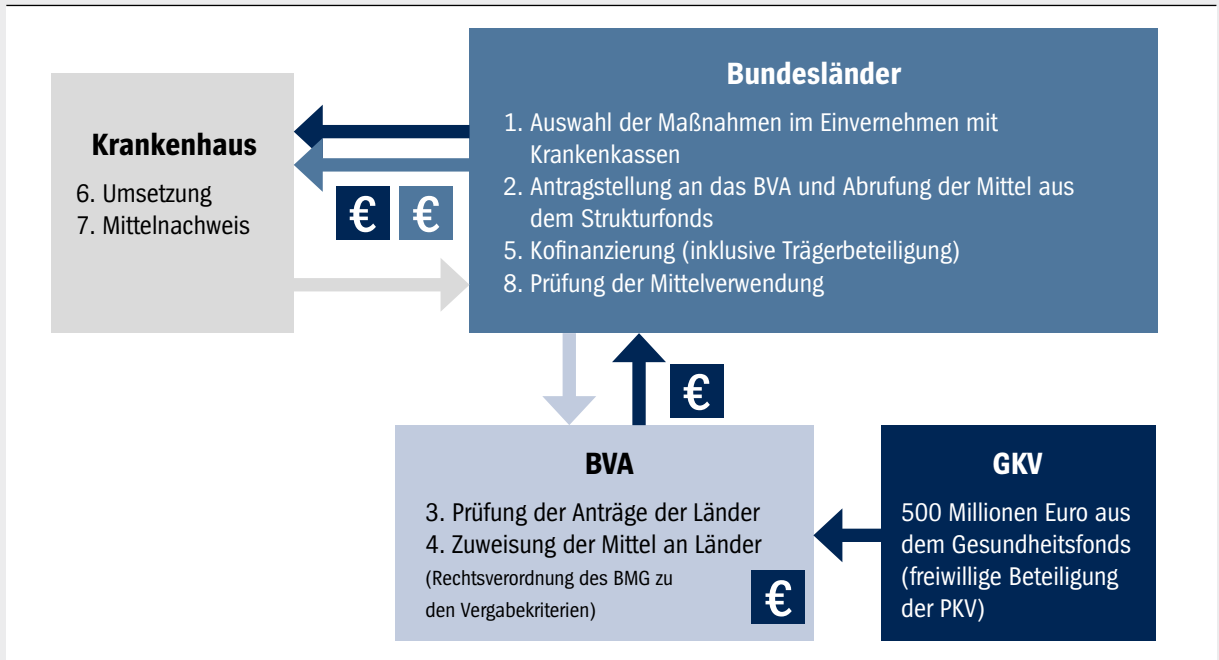 Krankenhaus
6. Umsetzung
7. Mittelnachweis
€ €
Bundesländer
1. Auswahl der Maßnahmen im Einvernehmen mit
Krankenkassen
2. Antragstellung an das BVA und Abrufung der Mittel aus
dem Strukturfonds
5. Kofinanzierung (inklusive Trägerbeteiligung)
8. Prüfung der Mittelverwendung
€
BVA
3. Prüfung der Anträge der Länder
4. Zuweisung der Mittel an Länder
(Rechtsverordnung des BMG zu
den Vergabekriterien)
€
GKV
500 Millionen Euro aus
dem Gesundheitsfonds
(freiwillige Beteiligung
der PKV)